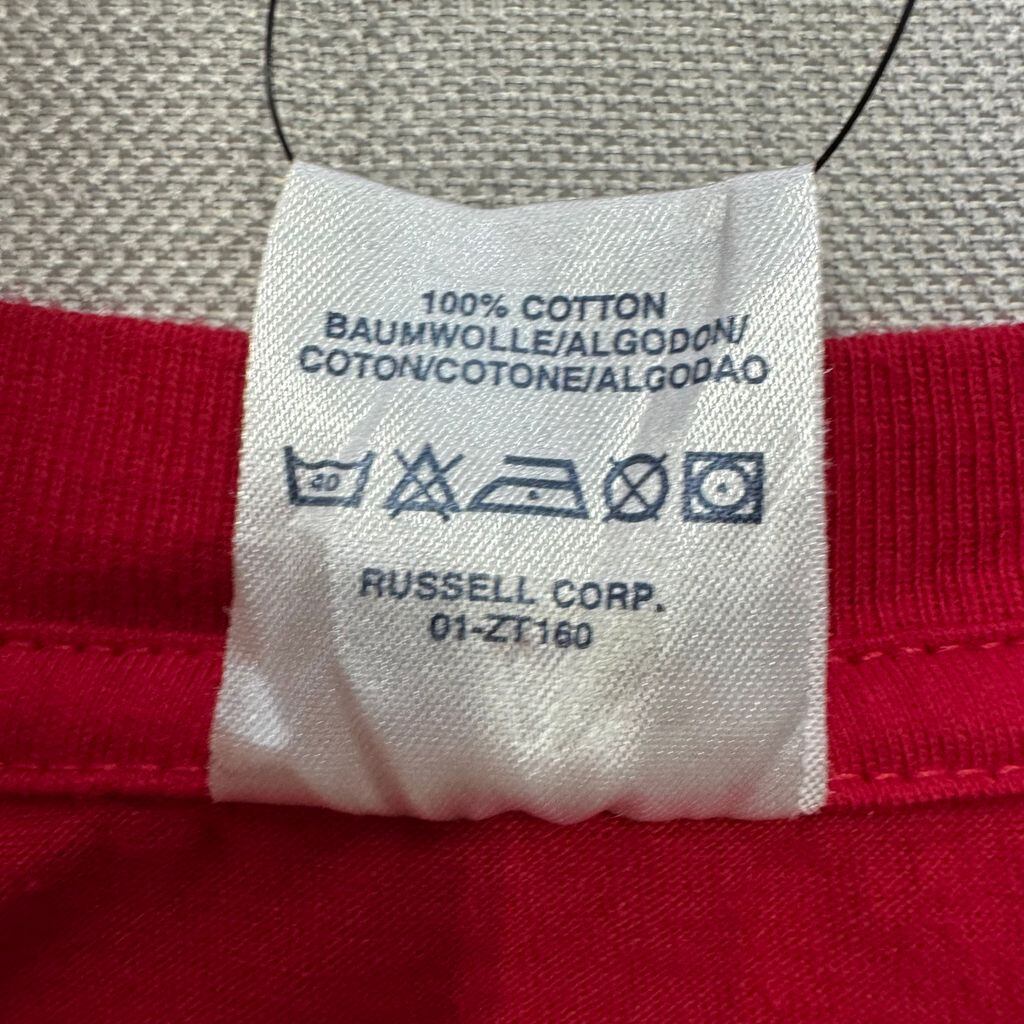 100% COTTON
BAUMWOLLE/ALGODON/
COTON/COTONE/ALGODAO
40
RUSSELL CORP.
01-ZT160